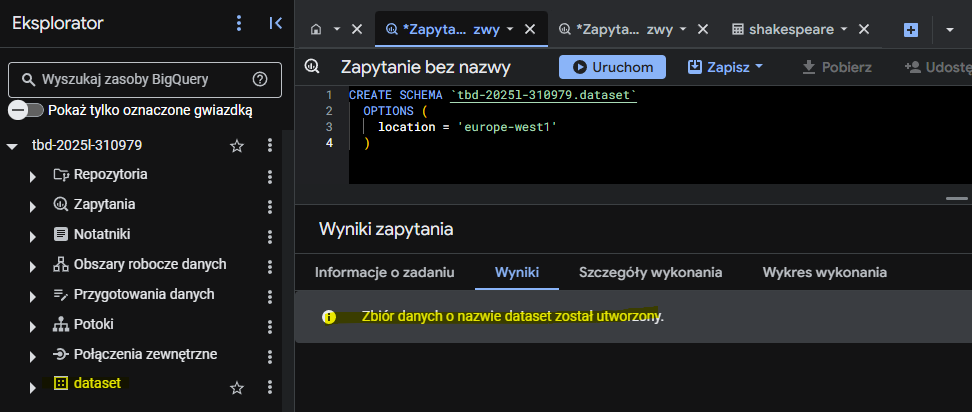 Eksplorator
*Zapyta... zwy
*Zapyta... zwy
shakespeare
Wyszukaj zasoby BigQuery
Zapytanie bez nazwy
Uruchom
Zapisz
Pobierz
Udostę
Pokaż tylko oznaczone gwiazdką
1 CREATE SCHEMA `tbd-2025l-310979.dataset`
2 OPTIONS (
3 location = 'europe-west1'
4 )
tbd-2025l-310979
Repozytoria
Zapytania
Notatniki
Obszary robocze danych
Przygotowania danych
Potoki
Połączenia zewnętrzne
dataset
Wyniki zapytania
Informacje o zadaniu
Wyniki
Szczegóły wykonania
Wykres wykonania
Zbiór danych o nazwie dataset został utworzony.